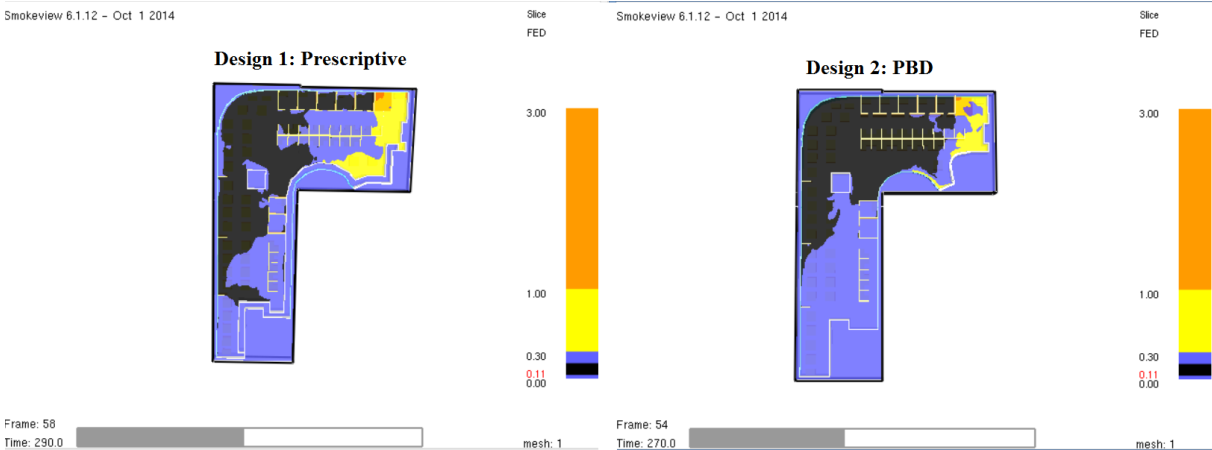 Smokeview 6.1.12 – Oct 1 2014
Slice
FED
Design 1: Prescriptive
3.00
1.00
0.30
0.11
0.00
Frame: 58
Time: 290.0
mesh: 1
Smokeview 6.1.12 – Oct 1 2014
Slice
FED
Design 2: PBD
3.00
1.00
0.30
0.11
0.00
Frame: 54
Time: 270.0
mesh: 1